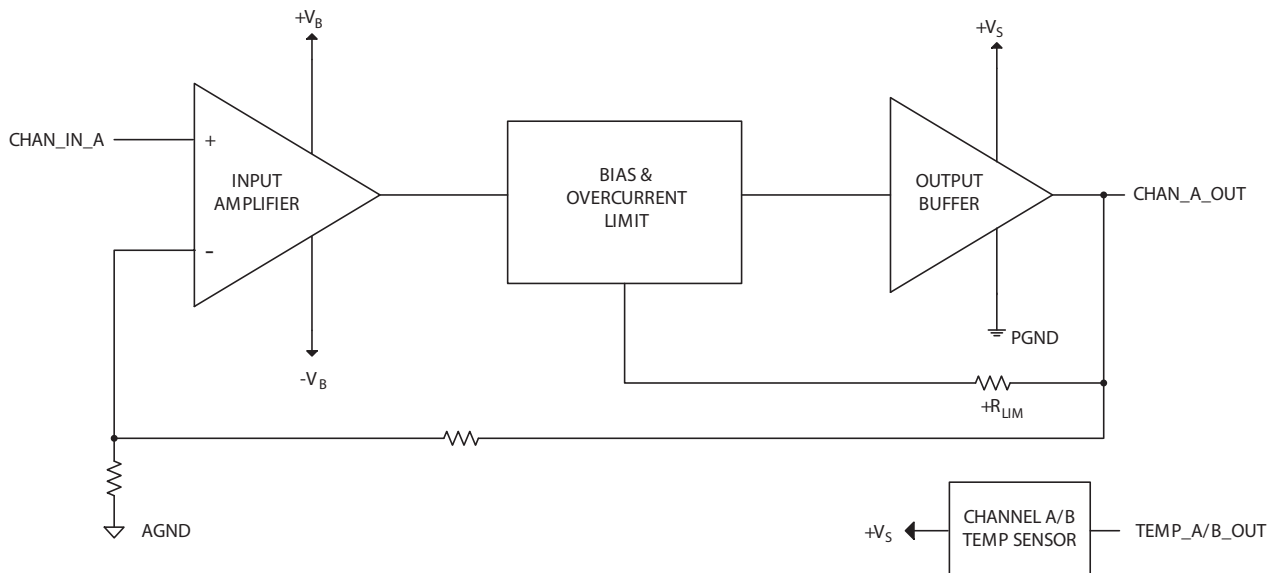 +V_B
+V_S
CHAN_IN_A
+
INPUT
AMPLIFIER
-
BIAS &
OVERCURRENT
LIMIT
OUTPUT
BUFFER
CHAN_A_OUT
PGND
-V_B
+R_LIM
AGND
+V_S
CHANNEL A/B
TEMP SENSOR
TEMP_A/B_OUT